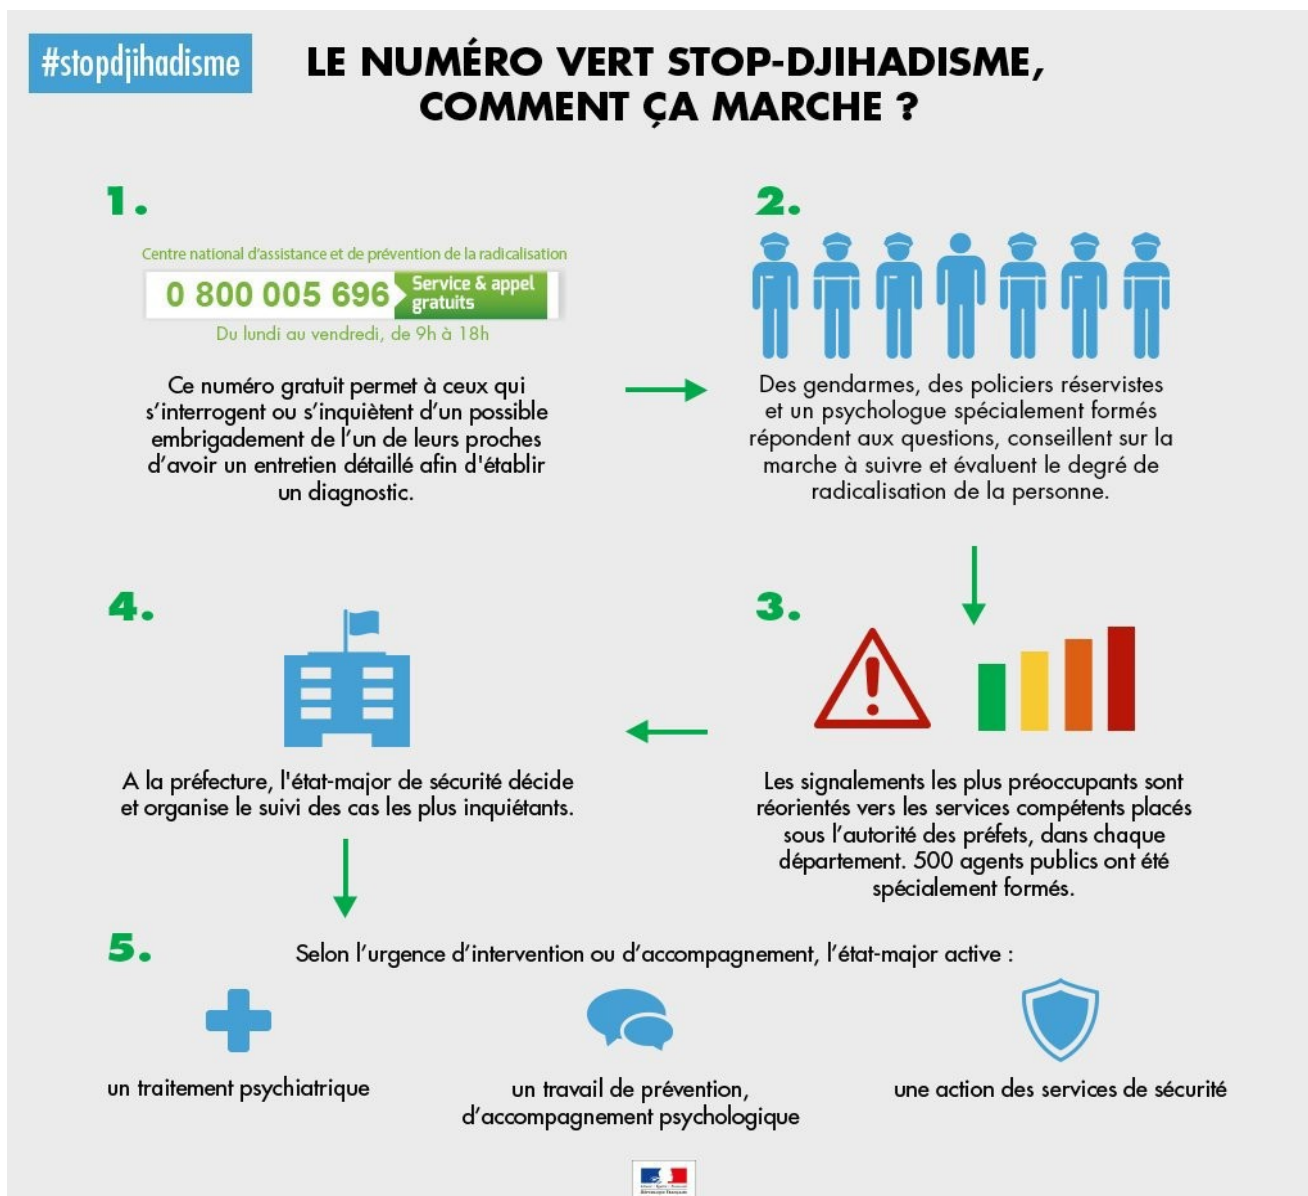 #stopdjihadisme
LE NUMÉRO VERT STOP-DJIHADISME,
COMMENT ÇA MARCHE ?
1.
Centre national d'assistance et de prévention de la radicalisation
0 800 005 696
Service & appel
gratuits
Du lundi au vendredi, de 9h à 18h
Ce numéro gratuit permet à ceux qui
s'interrogent ou s'inquiètent d'un possible
embrigadement de l'un de leurs proches
d'avoir un entretien détaillé afin d'établir
un diagnostic.
2.
Des gendarmes, des policiers réservistes
et un psychologue spécialement formés
répondent aux questions, conseillent sur la
marche à suivre et évaluent le degré de
radicalisation de la personne.
3.
Les signalements les plus préoccupants sont
réorientés vers les services compétents placés
sous l'autorité des préfets, dans chaque
département. 500 agents publics ont été
spécialement formés.
4.
A la préfecture, l'état-major de sécurité décide
et organise le suivi des cas les plus inquiétants.
5.
Selon l'urgence d'intervention ou d'accompagnement, l'état-major active :
un traitement psychiatrique
un travail de prévention,
d'accompagnement psychologique
une action des services de sécurité